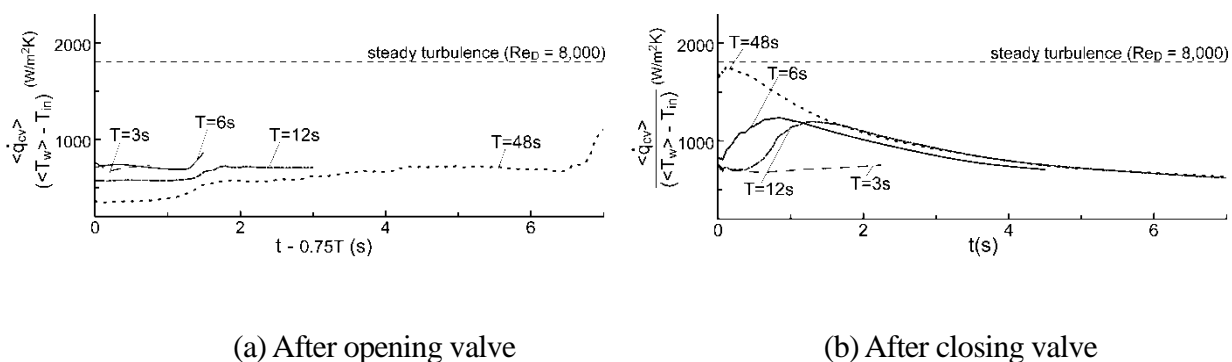 <q̇cv>
(<Tw> - Tin)
(W/m²K)
2000
1000
0
2
4
6
t - 0.75T (s)
steady turbulence (ReD = 8,000)
T=3s
T=6s
T=12s
T=48s
(a) After opening valve
<q̇cv>
(<Tw> - Tin)
(W/m²K)
2000
1000
0
2
4
6
t(s)
steady turbulence (ReD = 8,000)
T=48s
T=6s
T=12s
T=3s
(b) After closing valve